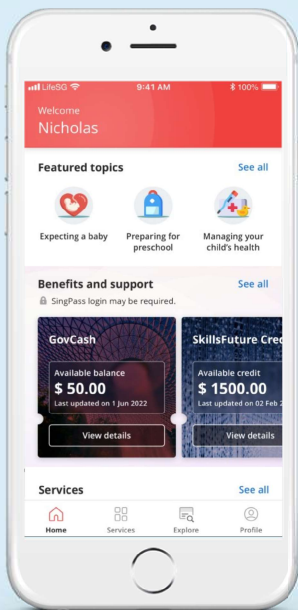 LifeSG 9:41 AM 100%
Welcome
Nicholas
Featured topics See all
Expecting a baby Preparing for preschool Managing your child's health
Benefits and support See all
SingPass login may be required.
GovCash
Available balance
$ 50.00
Last updated on 1 Jun 2022
View details
SkillsFuture Cre
Available credit
$ 1500.00
Last updated on 02 Feb 2
View details
Services See all
Home Services Explore Profile